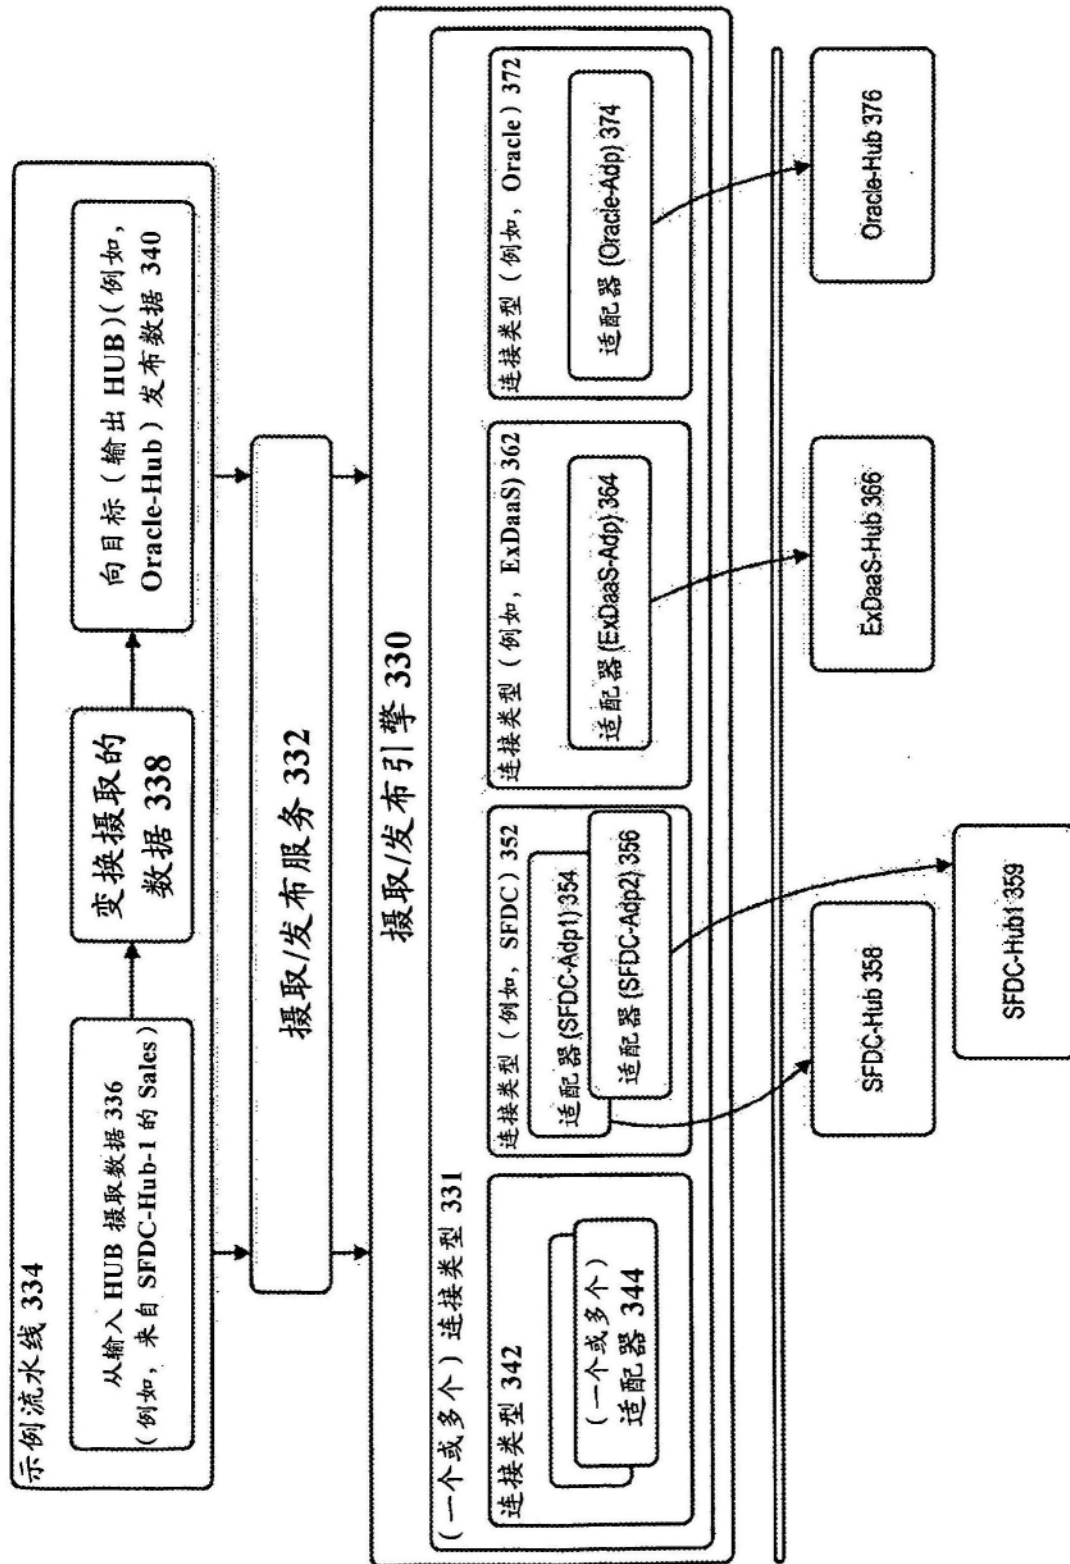 示例流水线 334
从输入 HUB 摄取数据 336
(例如，来自 SFDC-Hub-1 的 Sales)
变换摄取的
数据 338
向目标（输出 HUB)(例如，
Oracle-Hub）发布数据 340
摄取/发布服务 332
摄取/发布引擎 330
(一个或多个）连接类型 331
连接类型 342
(一个或多个）
适配器 344
连接类型（例如，SFDC）352
适配器 (SFDC-Adp1) 354
适配器 (SFDC-Adp2) 356
连接类型（例如，ExDaaS) 362
适配器 (ExDaaS-Adp) 364
连接类型（例如，Oracle）372
适配器 (Oracle-Adp) 374
SFDC-Hub 358
SFDC-Hub1 359
ExDaaS-Hub 366
Oracle-Hub 376